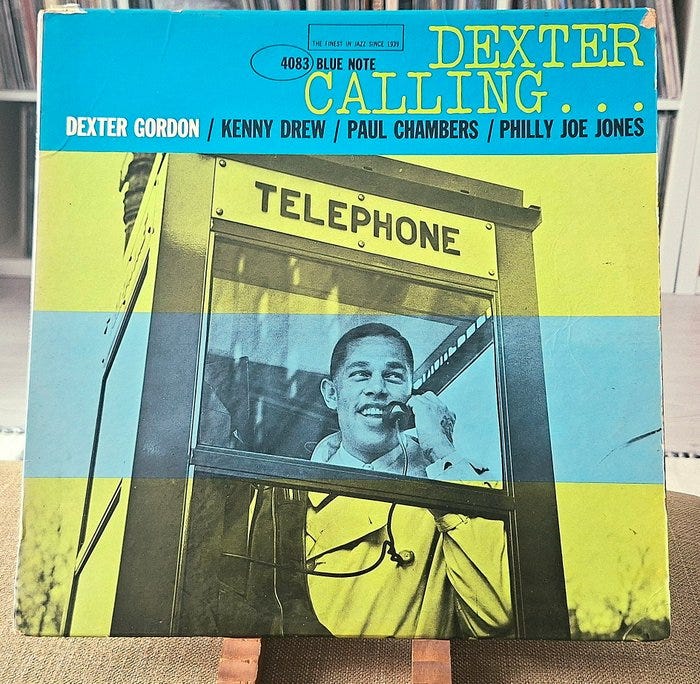 THE FINEST IN JAZZ SINCE 1939
4083 BLUE NOTE
DEXTER
CALLING...
DEXTER GORDON / KENNY DREW / PAUL CHAMBERS / PHILLY JOE JONES
TELEPHONE